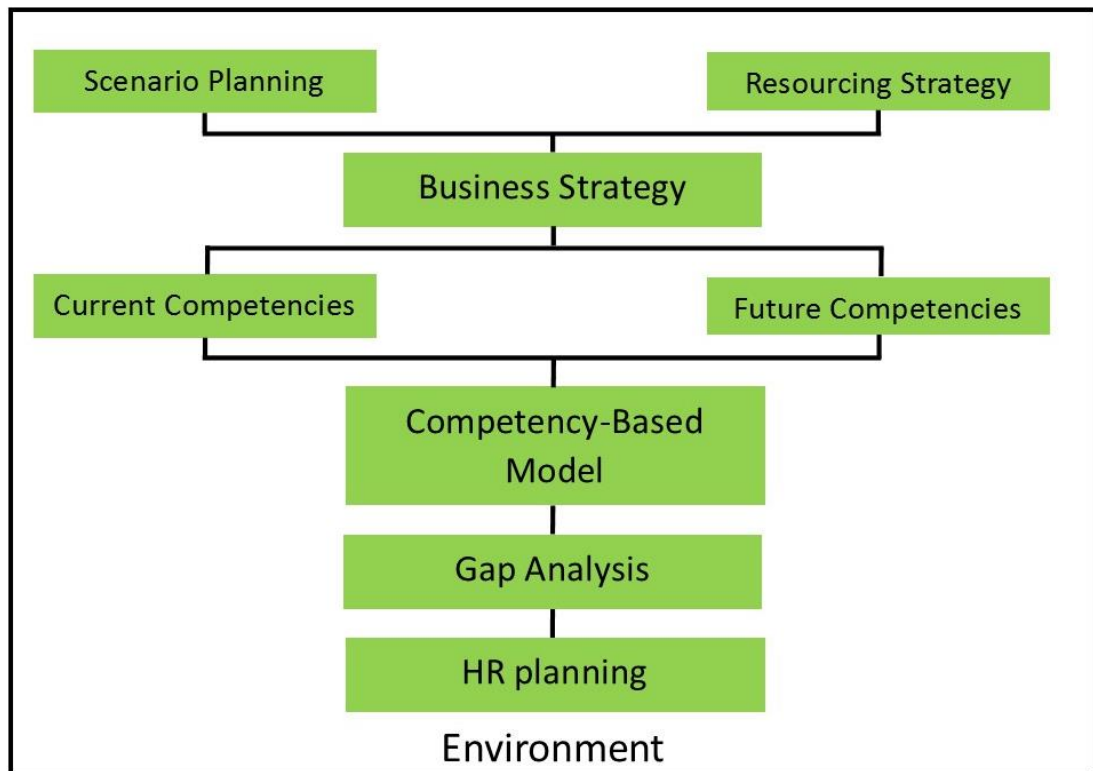 Scenario Planning
Resourcing Strategy
Business Strategy
Current Competencies
Future Competencies
Competency-Based
Model
Gap Analysis
HR planning
Environment